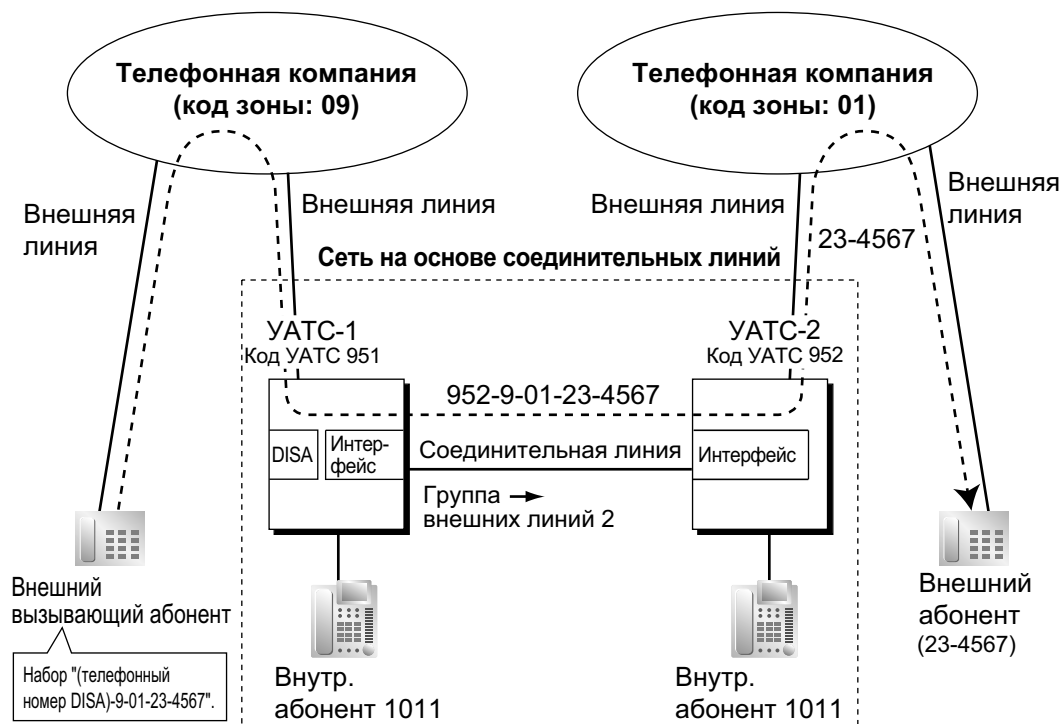 Телефонная компания
(код зоны: 09)
Телефонная компания
(код зоны: 01)
Внешняя
линия
Внешняя линия
Внешняя линия
Внешняя
линия
23-4567
Сеть на основе соединительных линий
УАТС-1
Код УАТС 951
УАТС-2
Код УАТС 952
952-9-01-23-4567
DISA
Интер-
фейс
Соединительная линия
Интерфейс
Группа
внешних линий 2
Внешний
вызывающий абонент
Набор "(телефонный
номер DISA)-9-01-23-4567".
Внутр.
абонент 1011
Внутр.
абонент 1011
Внешний
абонент
(23-4567)